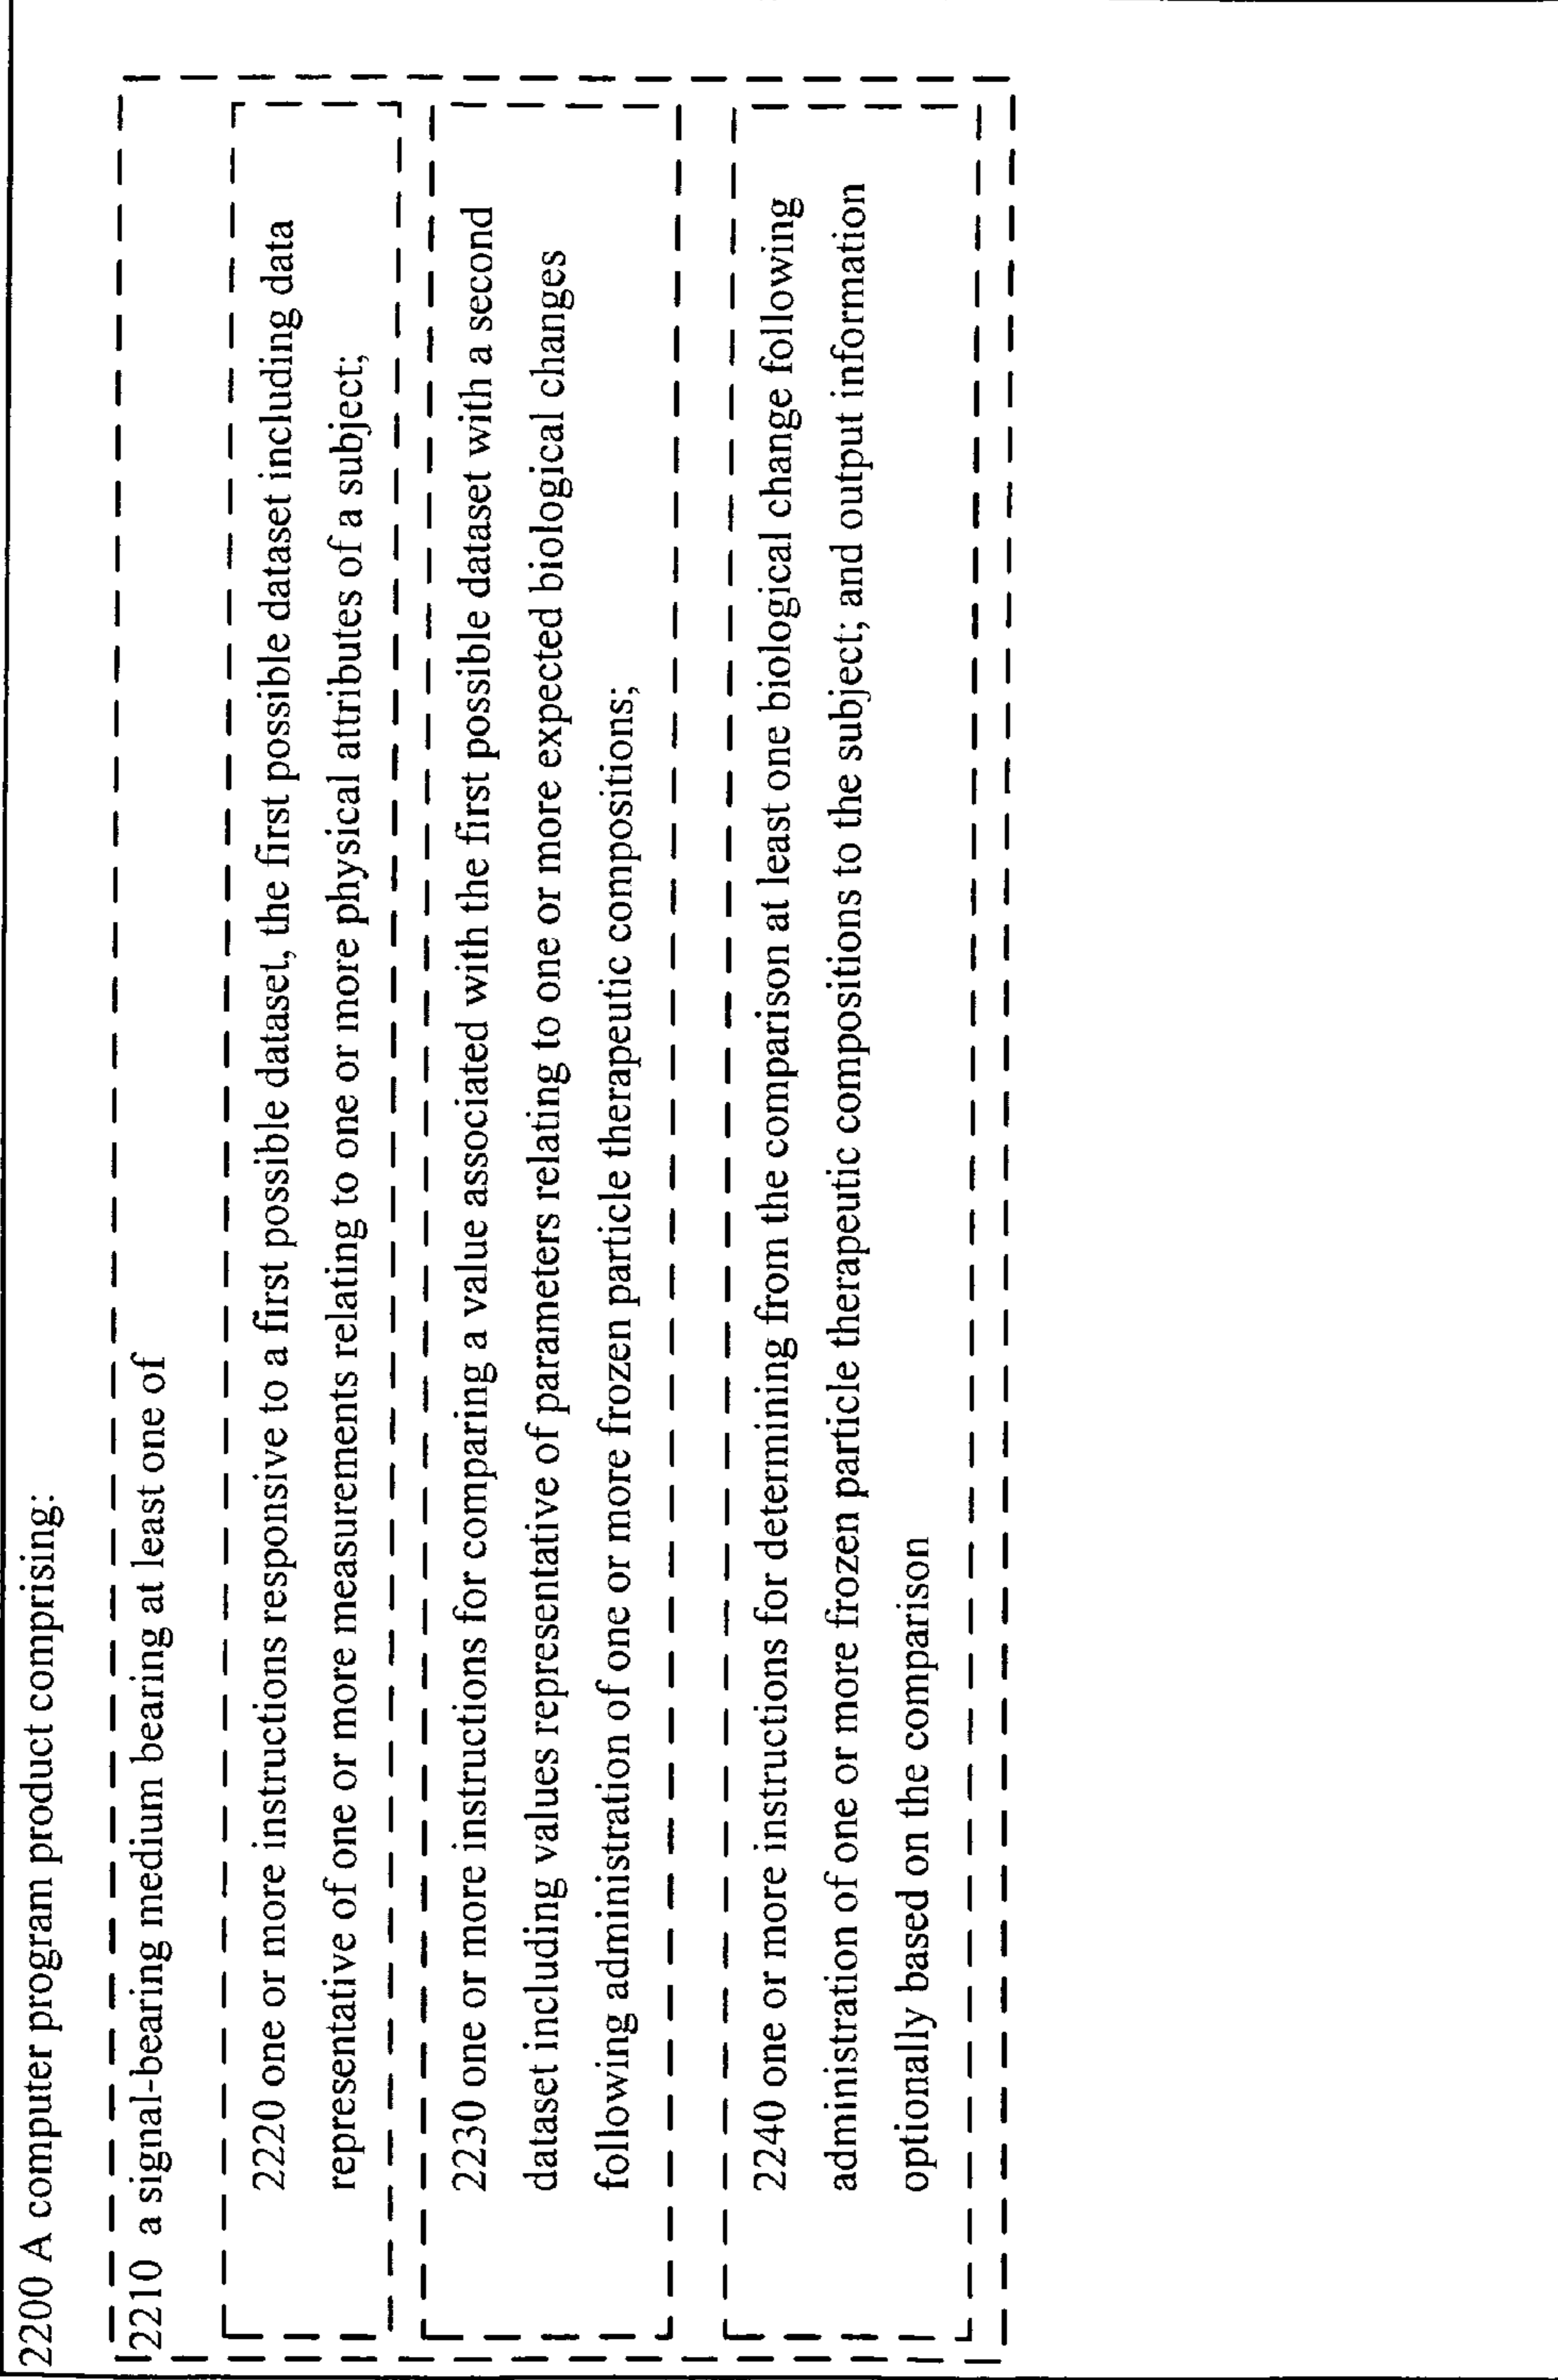 2200 A computer program product comprising:
2210 a signal-bearing medium bearing at least one of
2220 one or more instructions responsive to a first possible dataset, the first possible dataset including data
representative of one or more measurements relating to one or more physical attributes of a subject;
2230 one or more instructions for comparing a value associated with the first possible dataset with a second
dataset including values representative of parameters relating to one or more expected biological changes
following administration of one or more frozen particle therapeutic compositions;
2240 one or more instructions for determining from the comparison at least one biological change following
administration of one or more frozen particle therapeutic compositions to the subject; and output information
optionally based on the comparison